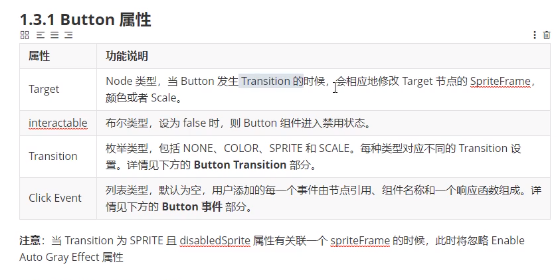 1.3.1 Button 属性
属性 功能说明
Target Node 类型，当 Button 发生 Transition 的时候，会相应地修改 Target 节点的 SpriteFrame，
颜色或者 Scale。
interactable 布尔类型，设为 false 时，则 Button 组件进入禁用状态。
Transition 枚举类型，包括 NONE、COLOR、SPRITE 和 SCALE。每种类型对应不同的 Transition 设
置。详情见下方的 Button Transition 部分。
Click Event 列表类型，默认为空，用户添加的每一个事件由节点引用、组件名称和一个响应函数组成。详
情见下方的 Button 事件 部分。
注意：当 Transition 为 SPRITE 且 disabledSprite 属性有关联一个 spriteFrame 的时候，此时将忽略 Enable
Auto Gray Effect 属性